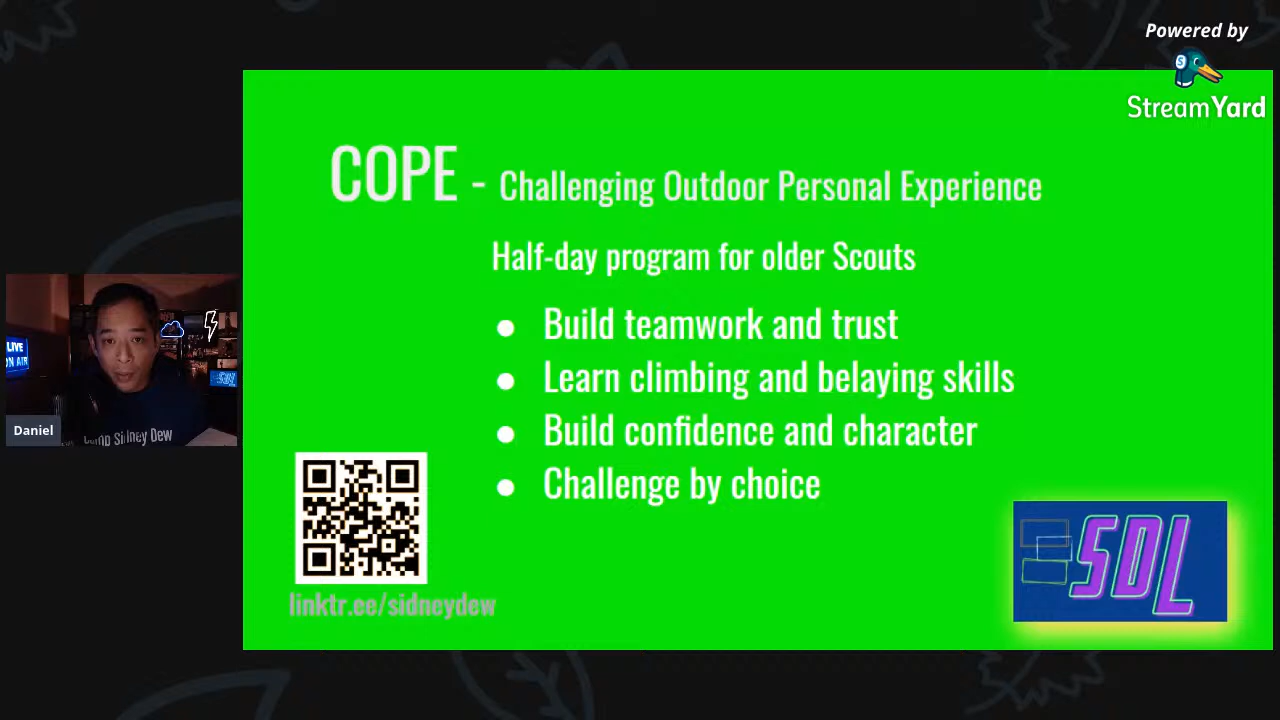 Powered by
StreamYard
COPE - Challenging Outdoor Personal Experience
Half-day program for older Scouts
● Build teamwork and trust
● Learn climbing and belaying skills
● Build confidence and character
● Challenge by choice
LIVE
ON AIR
SDL
Daniel
Camp Sidney Dew
linktr.ee/sidneydew
SDL